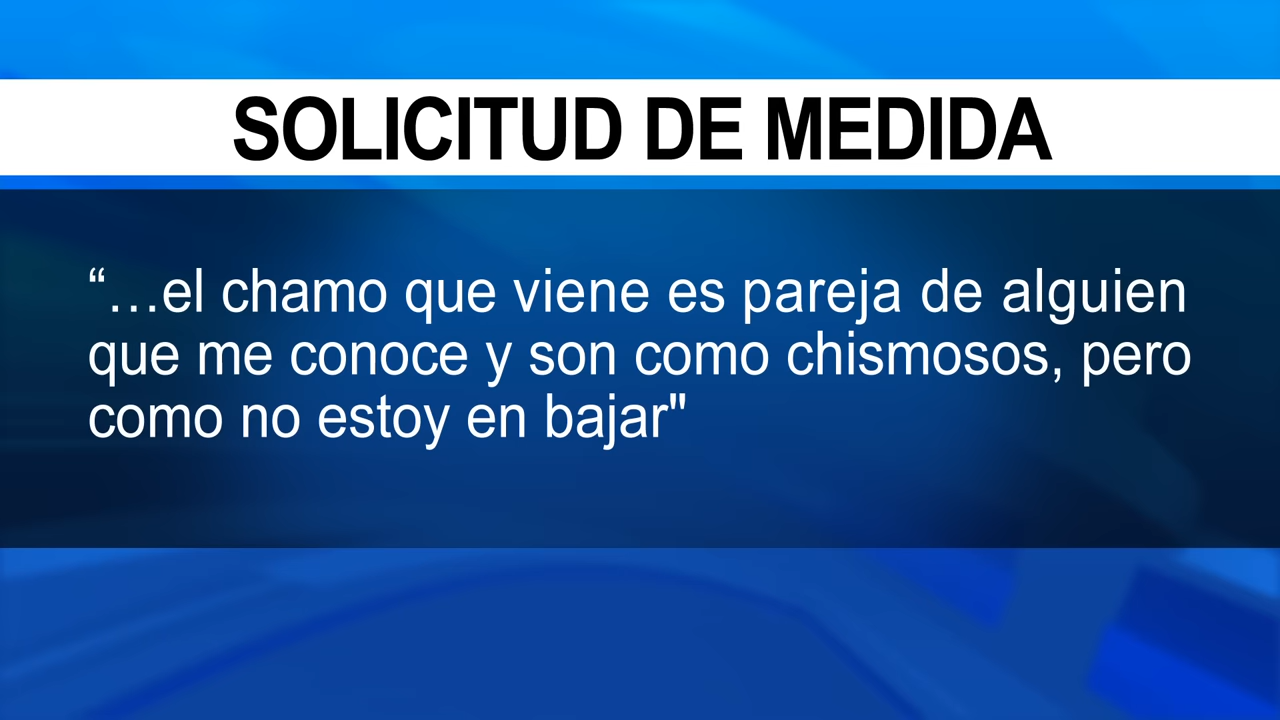 SOLICITUD DE MEDIDA
“…el chamo que viene es pareja de alguien
que me conoce y son como chismosos, pero
como no estoy en bajar"